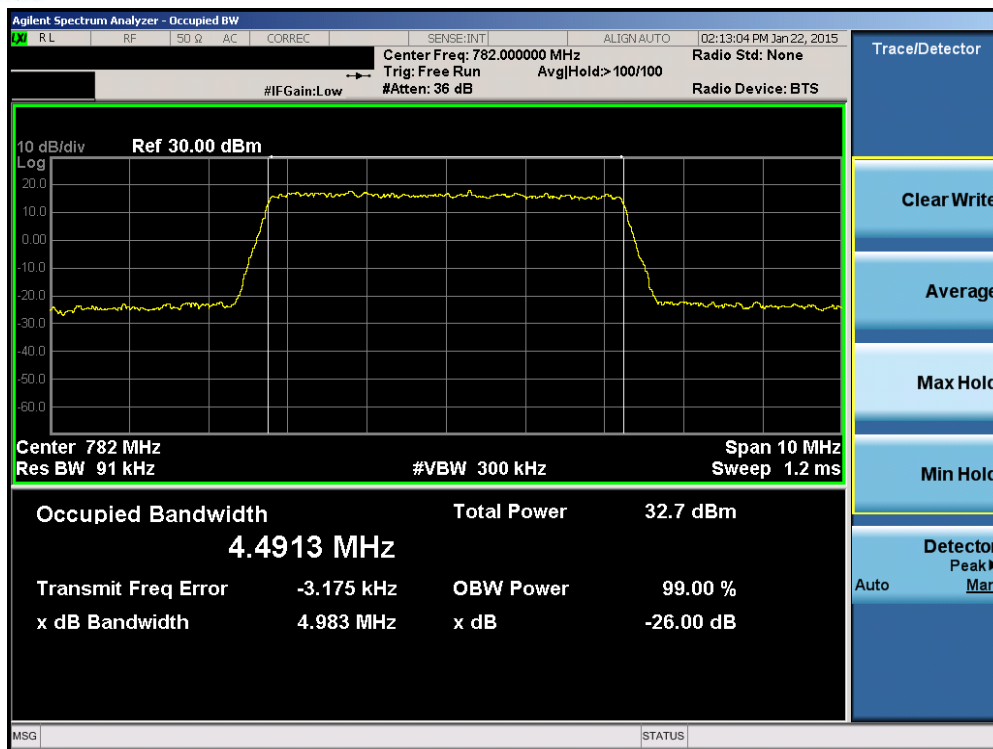 Agilent Spectrum Analyzer - Occupied BW
LXI RL RF 50 Ω AC CORREC SENSE:INT ALIGN AUTO 02:13:04 PM Jan 22, 2015
Center Freq: 782.000000 MHz Radio Std: None
Trig: Free Run Avg|Hold:>100/100
#IFGain:Low #Atten: 36 dB Radio Device: BTS
Trace/Detector
10 dB/div Ref 30.00 dBm
Log
20.0
10.0
0.00
-10.0
-20.0
-30.0
-40.0
-50.0
-60.0
Center 782 MHz Span 10 MHz
Res BW 91 kHz #VBW 300 kHz Sweep 1.2 ms
Occupied Bandwidth Total Power 32.7 dBm
4.4913 MHz
Transmit Freq Error -3.175 kHz OBW Power 99.00 %
x dB Bandwidth 4.983 MHz x dB -26.00 dB
Clear Write
Average
Max Hold
Min Hold
Detector
Peak
Auto Man
MSG STATUS